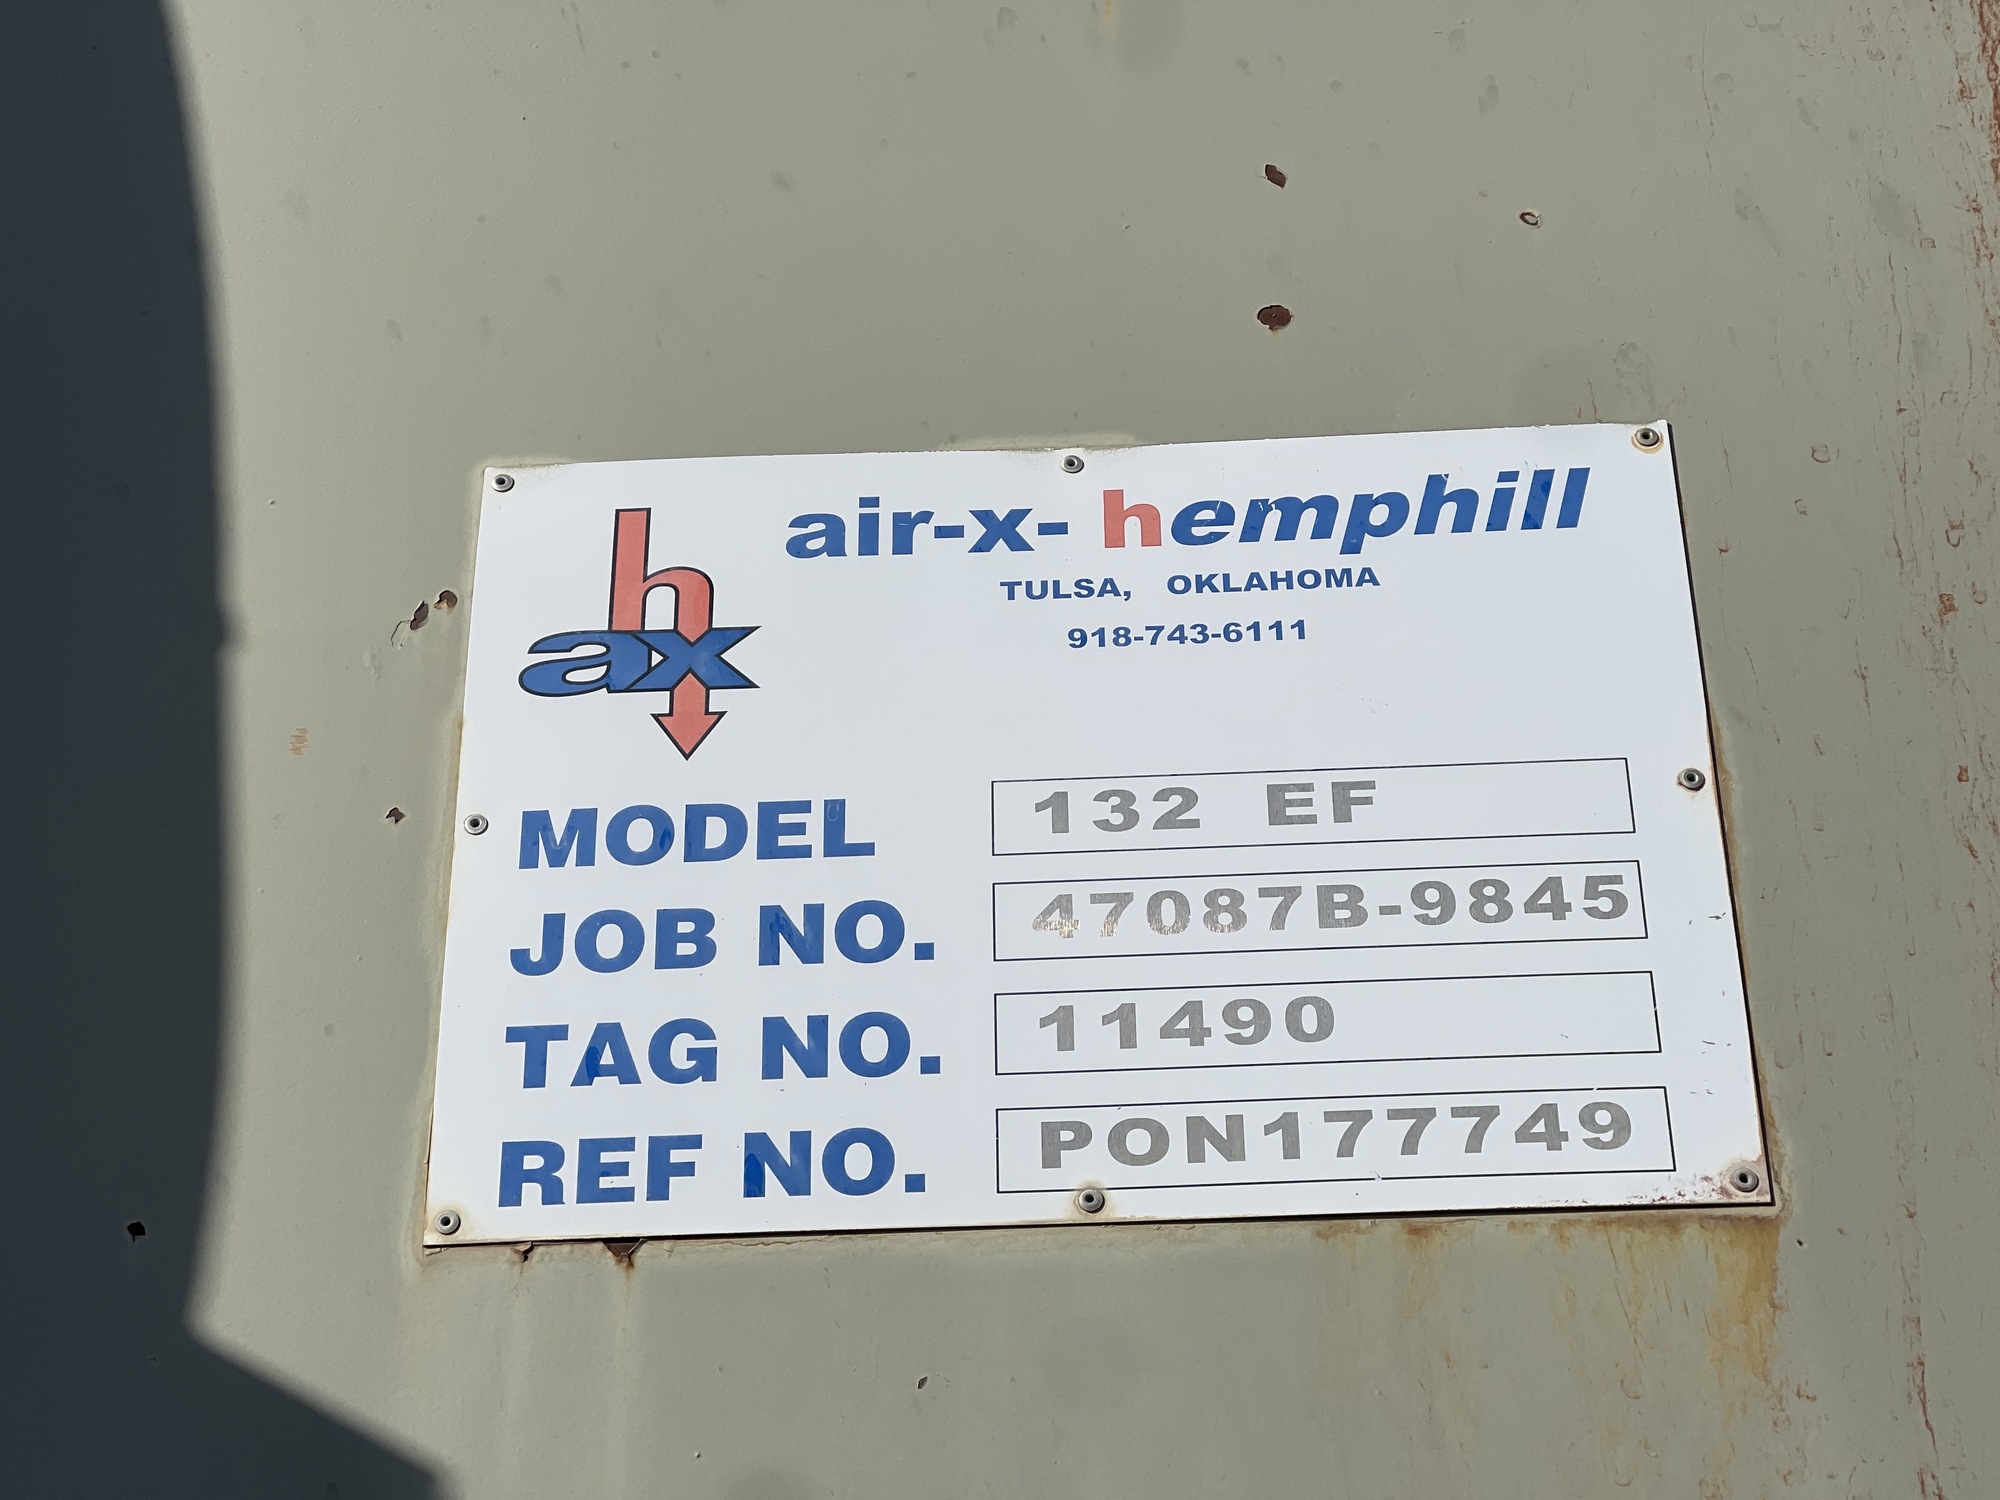 hax
air-x- hemphill
TULSA, OKLAHOMA
918-743-6111
MODEL 132 EF
JOB NO. 47087B-9845
TAG NO. 11490
REF NO. PON177749